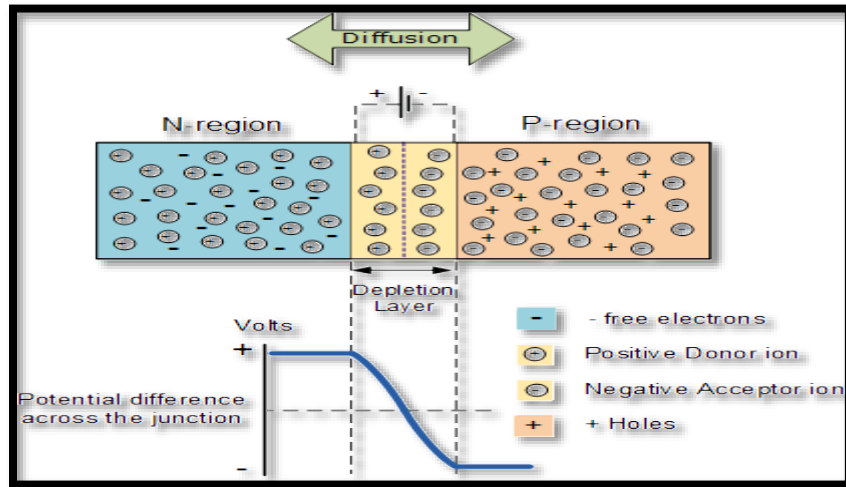 Diffusion
+ -
N-region
P-region
Depletion
Layer
Volts
+
Potential difference
across the junction
-
- - free electrons
+ Positive Donor ion
- Negative Acceptor ion
+ + Holes